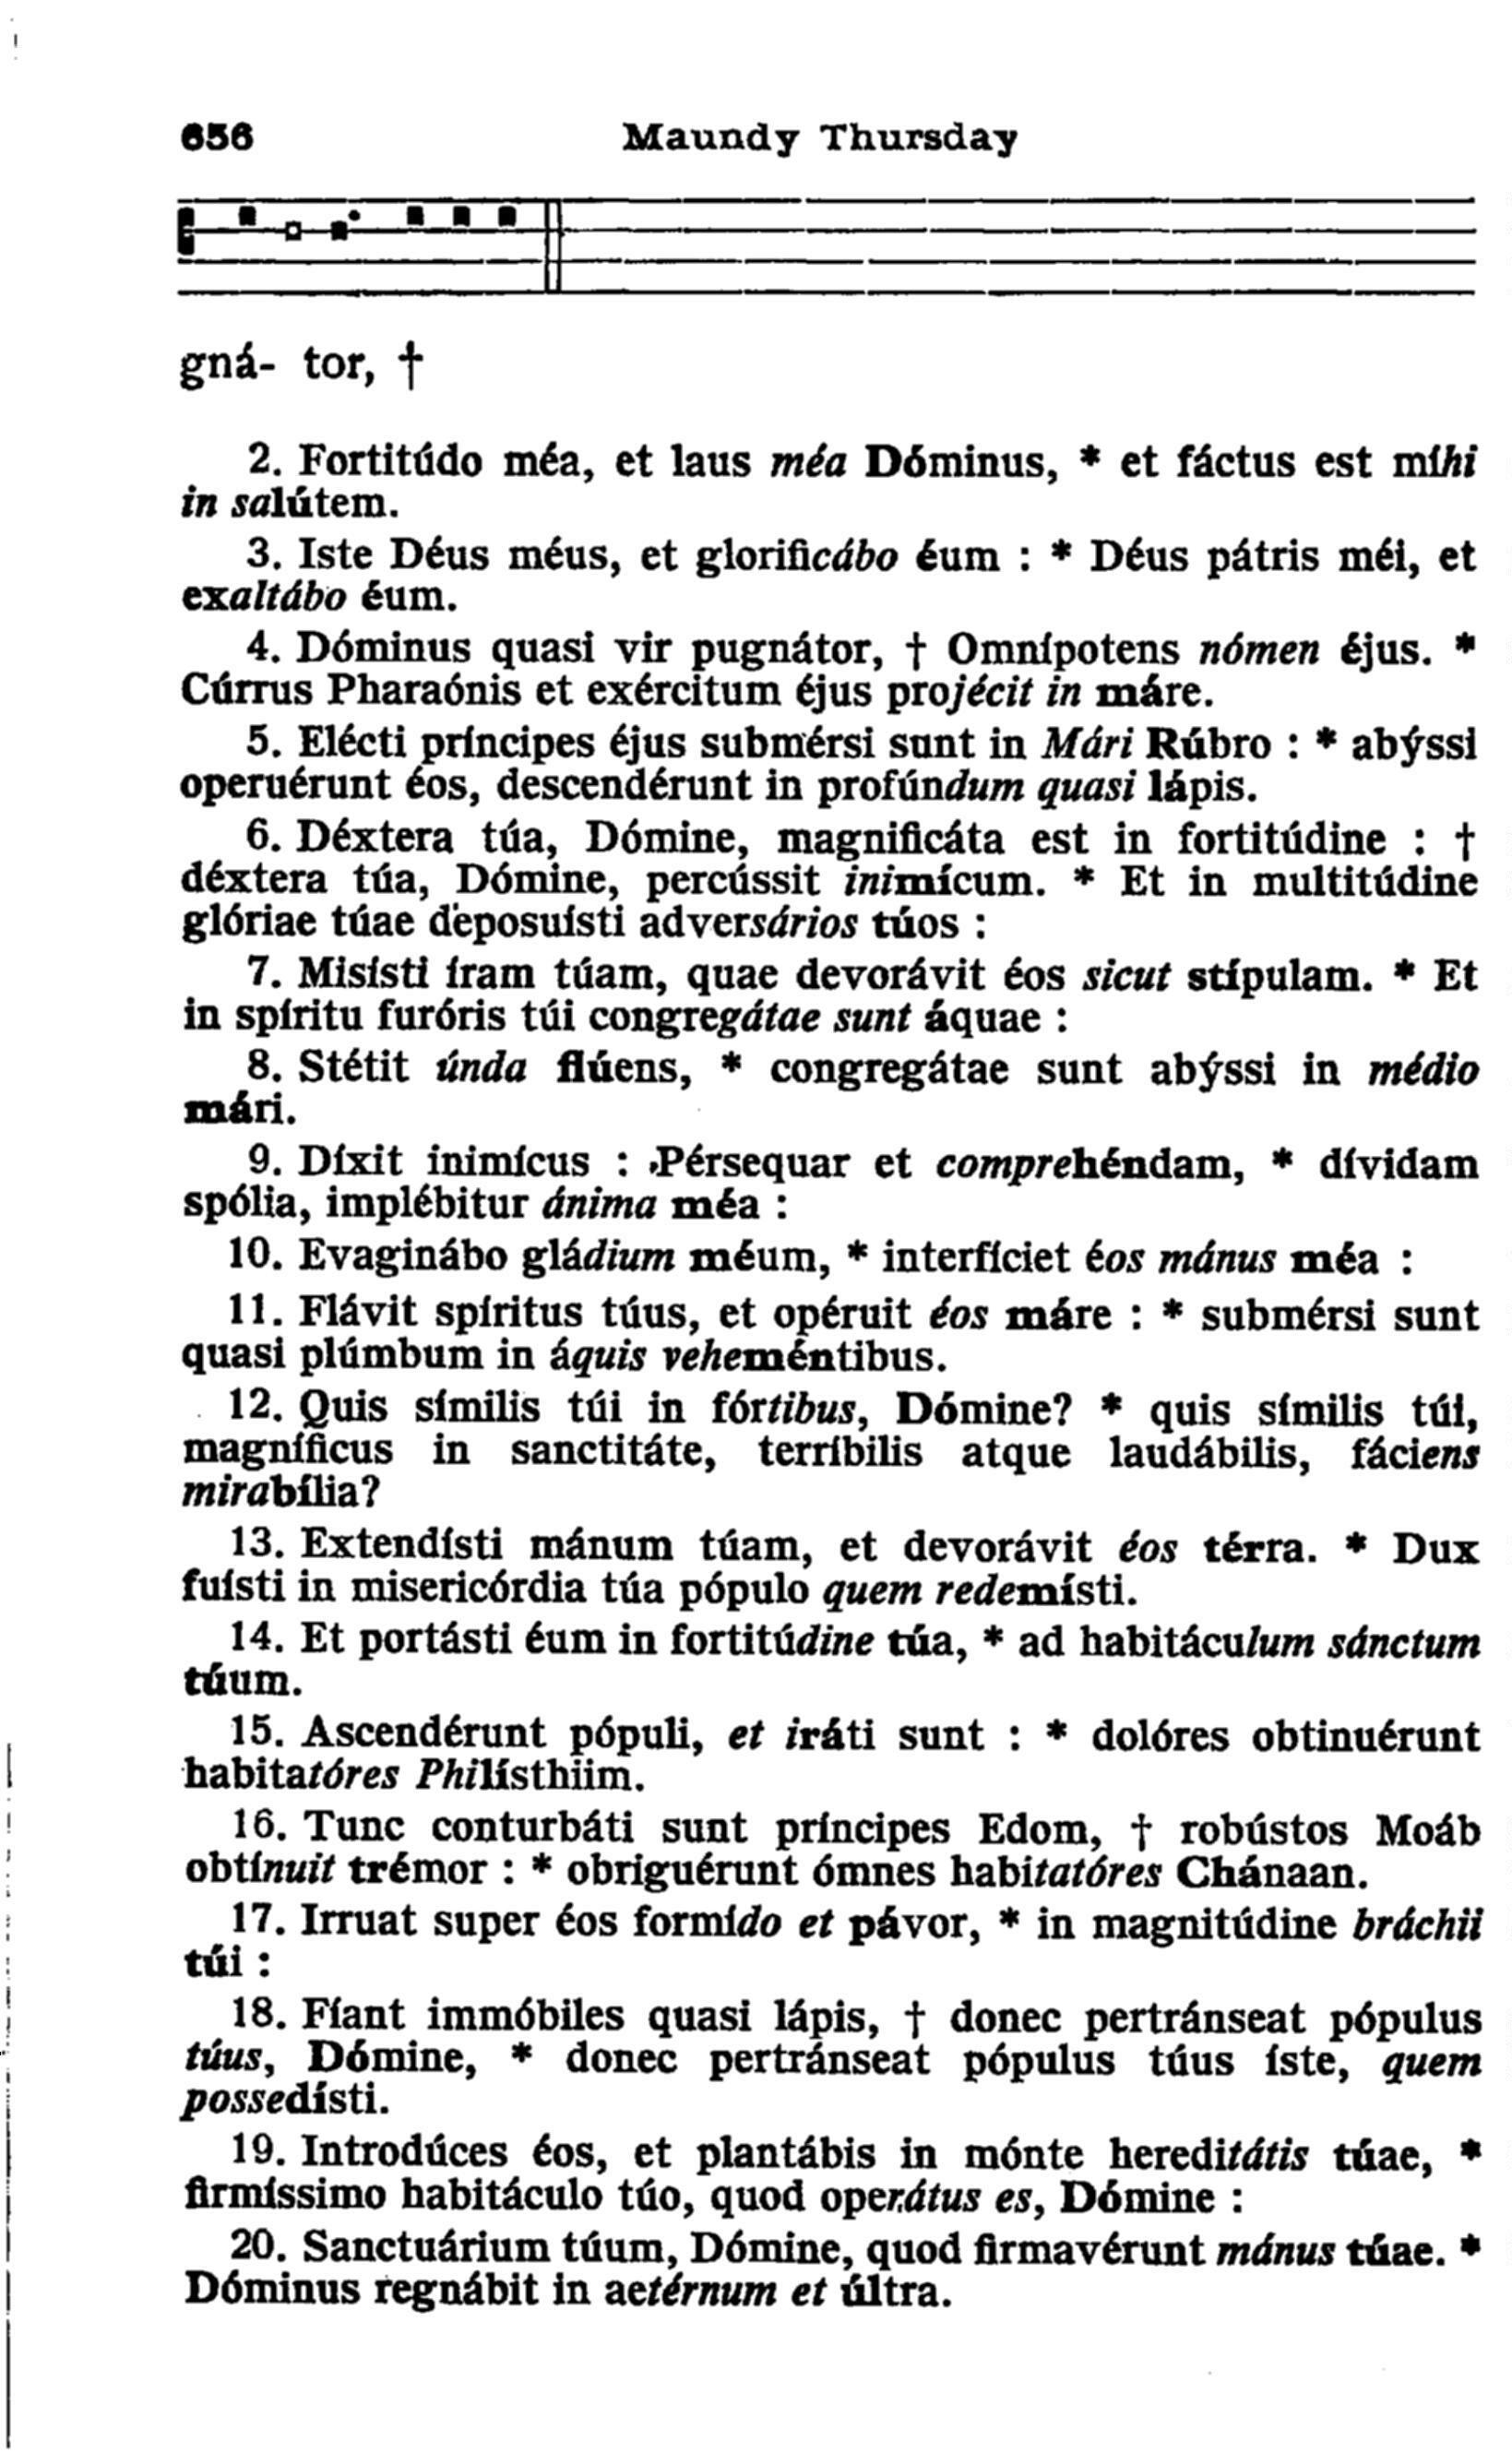 656 Maundy Thursday
gná- tor, †
2. Fortitúdo méa, et laus méa Dóminus, * et fáctus est míhi
in salútem.
3. Iste Déus méus, et glorificábo éum : * Déus pátris méi, et
exaltábo éum.
4. Dóminus quasi vir pugnátor, † Omnípotens nómen éjus. *
Cúrrus Pharaónis et exércitum éjus projécit in máre.
5. Elécti príncipes éjus submérsi sunt in Mári Rúbro : * abýssi
operuérunt éos, descendérunt in profúndum quasi lápis.
6. Déxtera túa, Dómine, magnificáta est in fortitúdine : †
déxtera túa, Dómine, percússit inimícum. * Et in multitúdine
glóriae túae deposuísti adversários túos :
7. Misísti íram túam, quae devorávit éos sicut stípulam. * Et
in spíritu furóris túi congregátae sunt áquae :
8. Stétit únda flúens, * congregátae sunt abýssi in médio
mári.
9. Díxit inimícus : Pérsequar et comprehéndam, * dívidam
spólia, implébitur ánima méa :
10. Evaginábo gládium méum, * interfíciet éos mánus méa :
11. Flávit spíritus túus, et opéruit éos máre : * submérsi sunt
quasi plúmbum in áquis veheméntibus.
12. Quis símilis túi in fórtibus, Dómine? * quis símilis túi,
magníficus in sanctitáte, terríbilis atque laudábilis, fáciens
mirabília?
13. Extendísti mánum túam, et devorávit éos térra. * Dux
fuísti in misericórdia túa pópulo quem redemísti.
14. Et portásti éum in fortitúdine túa, * ad habitáculum sánctum
túum.
15. Ascendérunt pópuli, et iráti sunt : * dolóres obtinuérunt
habitatóres Philísthiim.
16. Tunc conturbáti sunt príncipes Edom, † robústos Moáb
obtínuit trémor : * obriguérunt ómnes habitatóres Chánaan.
17. Irruat super éos formído et pávor, * in magnitúdine bráchii
túi :
18. Fíant immóbiles quasi lápis, † donec pertránseat pópulus
túus, Dómine, * donec pertránseat pópulus túus íste, quem
possedísti.
19. Introdúces éos, et plantábis in mónte hereditátis túae, *
firmíssimo habitáculo túo, quod operátus es, Dómine :
20. Sanctuárium túum, Dómine, quod firmavérunt mánus túae. *
Dóminus regnábit in aetérnum et últra.